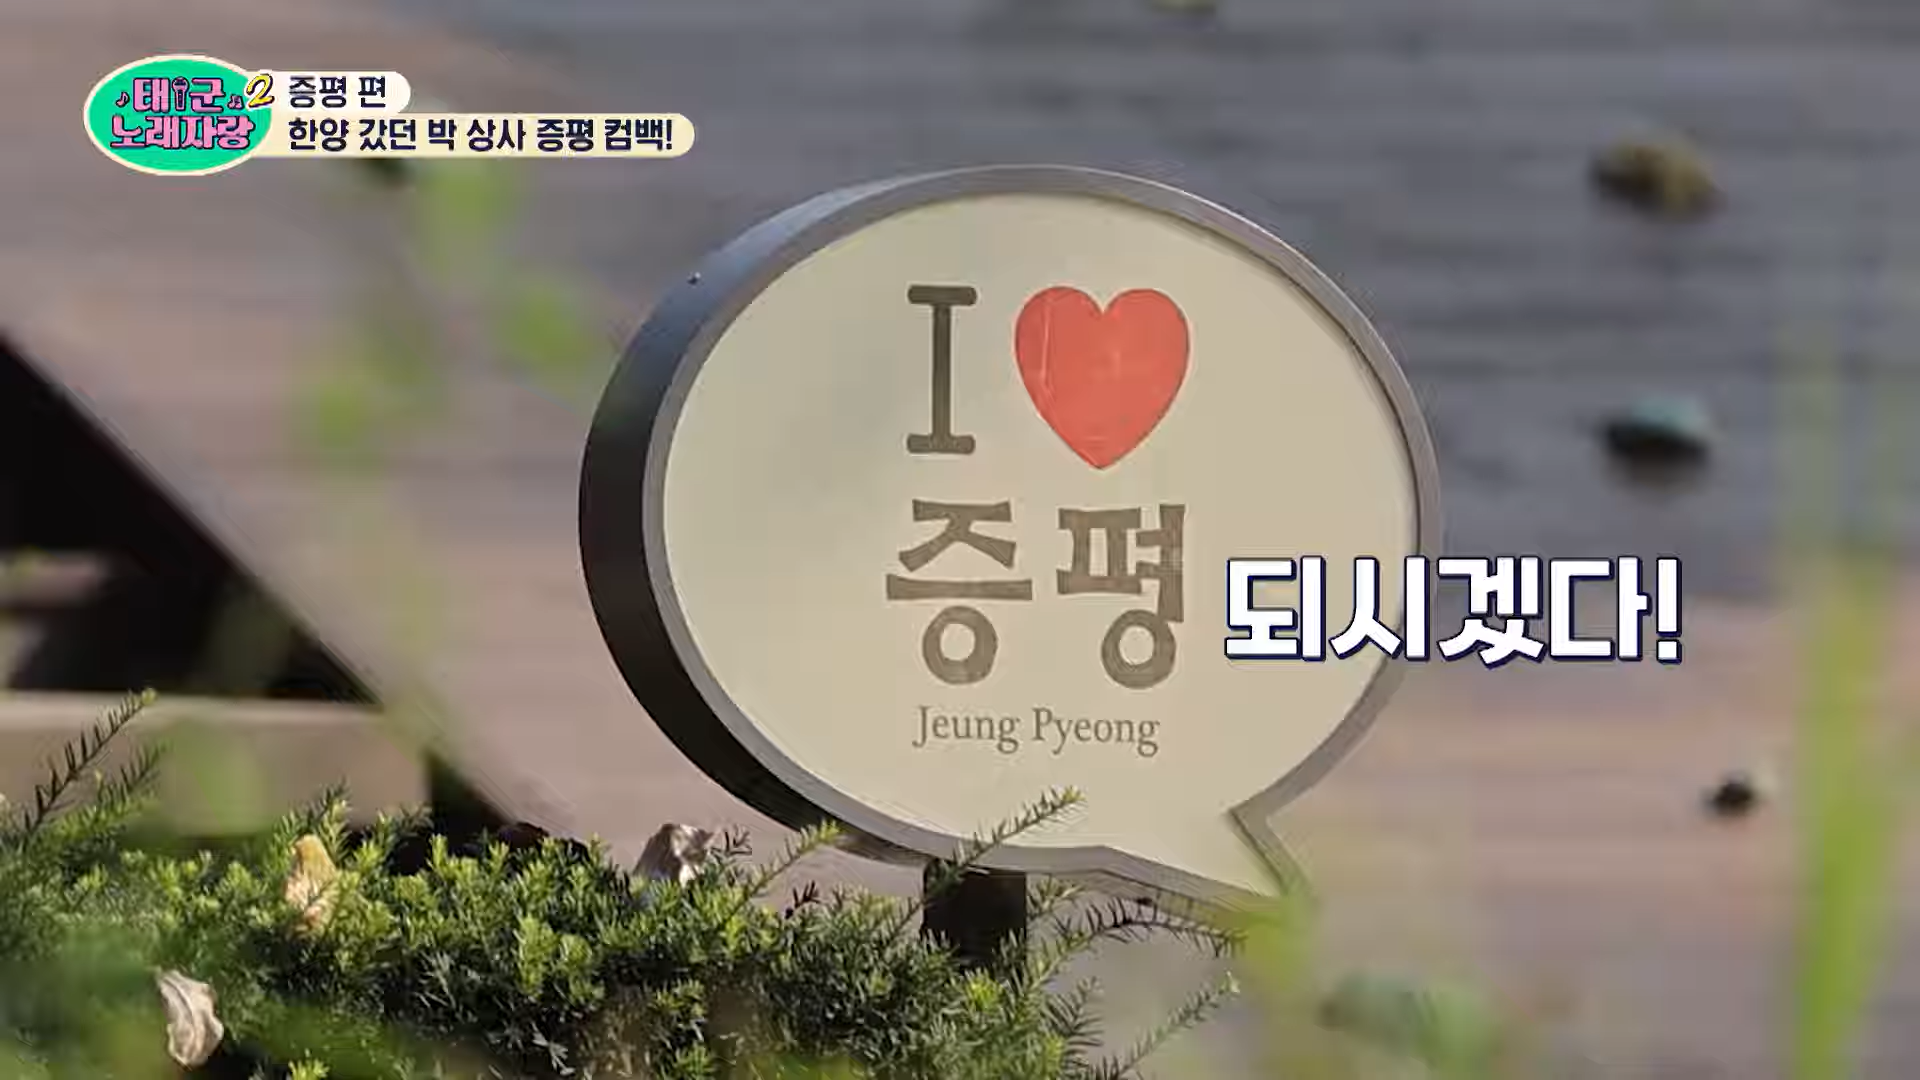 태군 2
노래자랑
증평 편
한양 갔던 박 상사 증평 컴백!
I
증평 되시겠다!
Jeung Pyeong